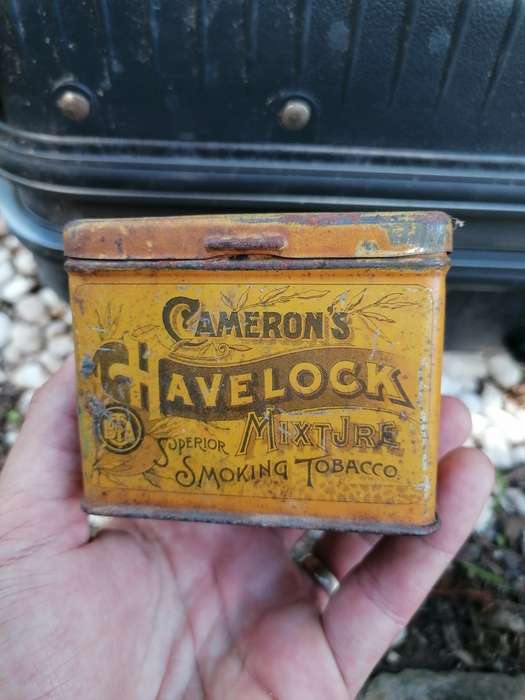 CAMERON'S
HAVELOCK
MIXTURE
SUPERIOR
SMOKING TOBACCO